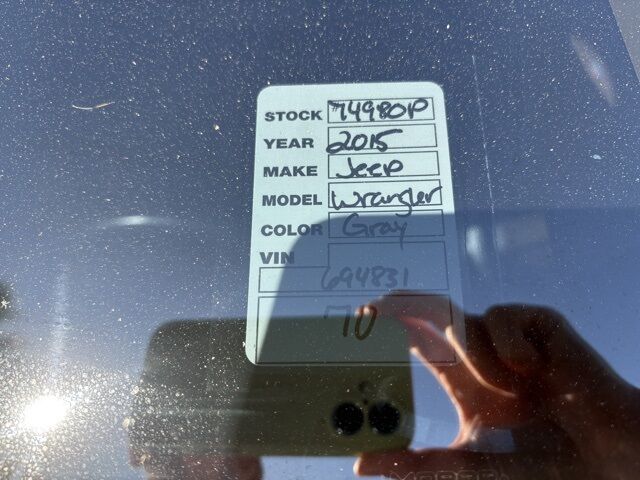 STOCK #74980P
YEAR 2015
MAKE Jeep
MODEL Wrangler
COLOR Gray
VIN
694831
70